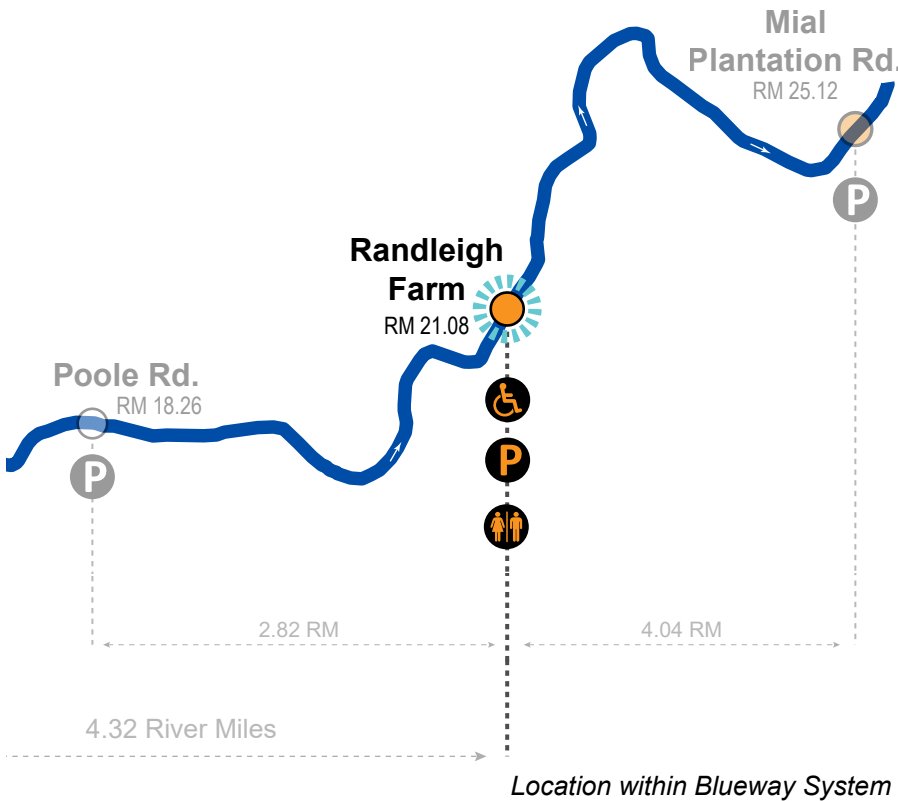 Mial
Plantation Rd.
RM 25.12
P
Randleigh
Farm
RM 21.08
Poole Rd.
RM 18.26
P
P
2.82 RM
4.04 RM
4.32 River Miles
Location within Blueway System